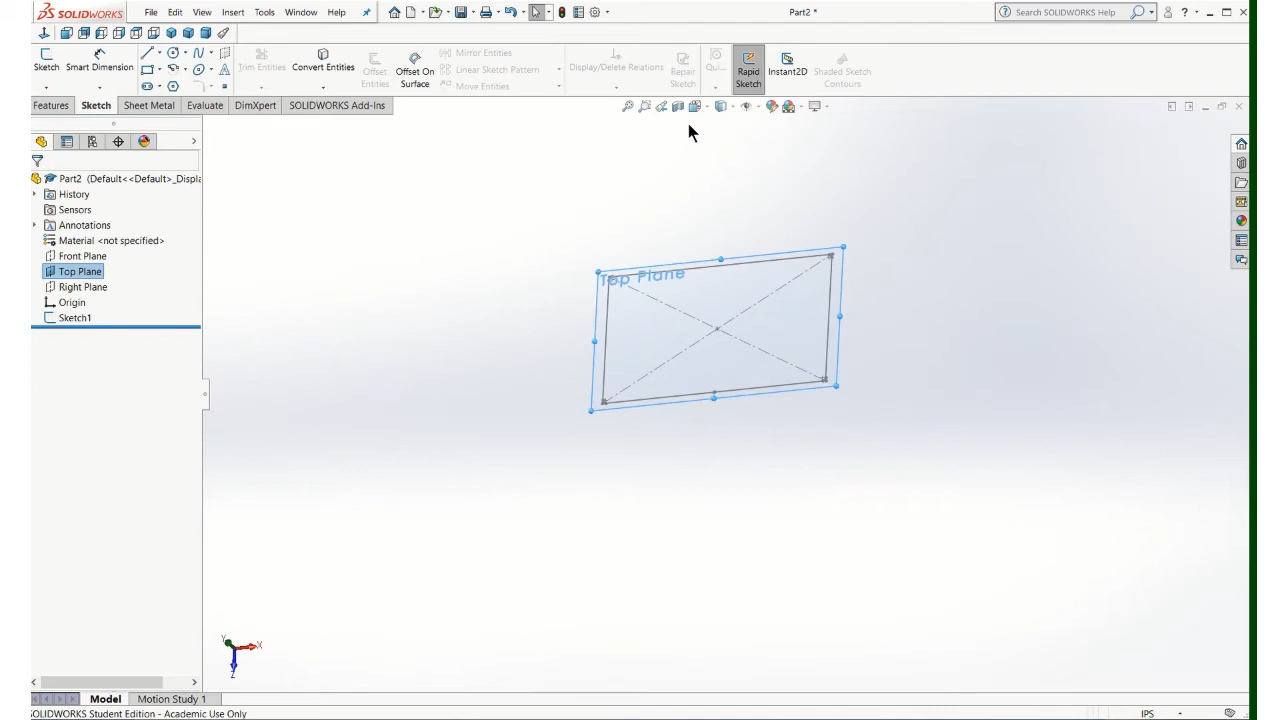 SOLIDWORKS File Edit View Insert Tools Window Help Part2 * Search SOLIDWORKS Help
Sketch Smart Dimension Trim Entities Convert Entities Offset Entities Offset On Surface Mirror Entities Linear Sketch Pattern Move Entities Display/Delete Relations Repair Sketch Qui... Rapid Sketch Instant2D Shaded Sketch Contours
Features Sketch Sheet Metal Evaluate DimXpert SOLIDWORKS Add-Ins
Part2 (Default<<Default>_Displa
History
Sensors
Annotations
Material <not specified>
Front Plane
Top Plane
Right Plane
Origin
Sketch1
Top Plane
Y
X
Z
Model Motion Study 1
SOLIDWORKS Student Edition - Academic Use Only IPS -